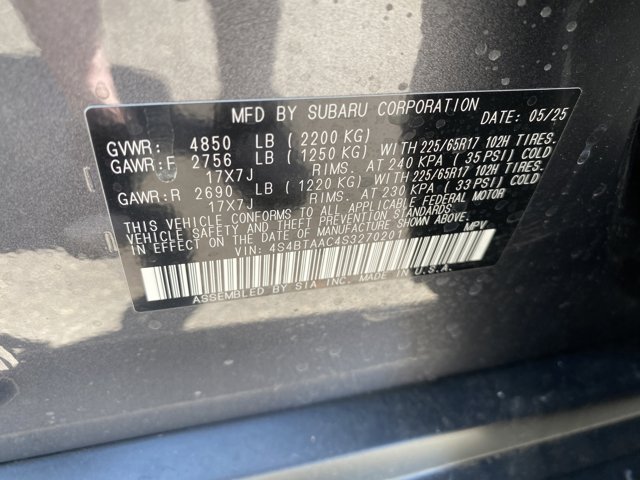 MFD BY SUBARU CORPORATION DATE: 05/25
GVWR: 4850 LB (2200 KG)
GAWR:F 2756 LB (1250 KG) WITH 225/65R17 102H TIRES.
17X7J RIMS. AT 240 KPA (35 PSI) COLD
GAWR:R 2690 LB (1220 KG) WITH 225/65R17 102H TIRES.
17X7J RIMS. AT 230 KPA (33 PSI) COLD
THIS VEHICLE CONFORMS TO ALL APPLICABLE FEDERAL MOTOR
VEHICLE SAFETY AND THEFT PREVENTION STANDARDS
IN EFFECT ON THE DATE OF MANUFACTURE SHOWN ABOVE.
VIN: 4S4BTAAC4S3270201 MPV
ASSEMBLED BY SIA, INC. MADE IN U.S.A.